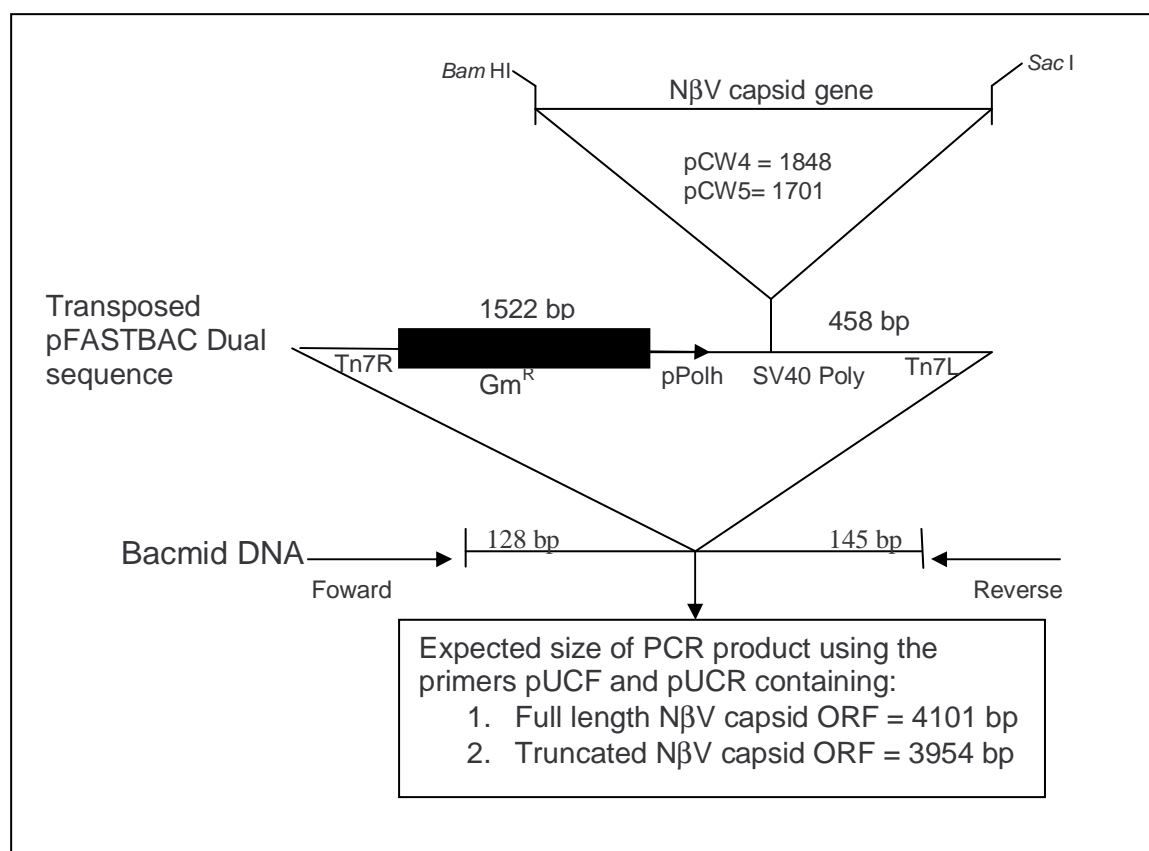 Bam HI
Sac I
NβV capsid gene
pCW4 = 1848
pCW5= 1701
Transposed
pFASTBAC Dual
sequence
1522 bp
458 bp
Tn7R
Gm^R
pPolh
SV40 Poly
Tn7L
Bacmid DNA
128 bp
145 bp
Foward
Reverse
Expected size of PCR product using the
primers pUCF and pUCR containing:
1. Full length NβV capsid ORF = 4101 bp
2. Truncated NβV capsid ORF = 3954 bp